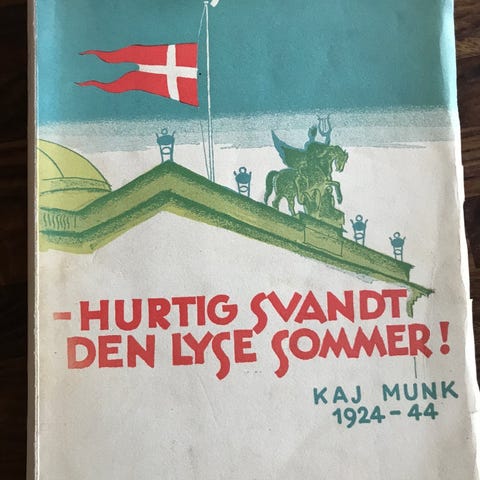 - HURTIG SVANDT
DEN LYSE SOMMER!
KAJ MUNK
1924-44